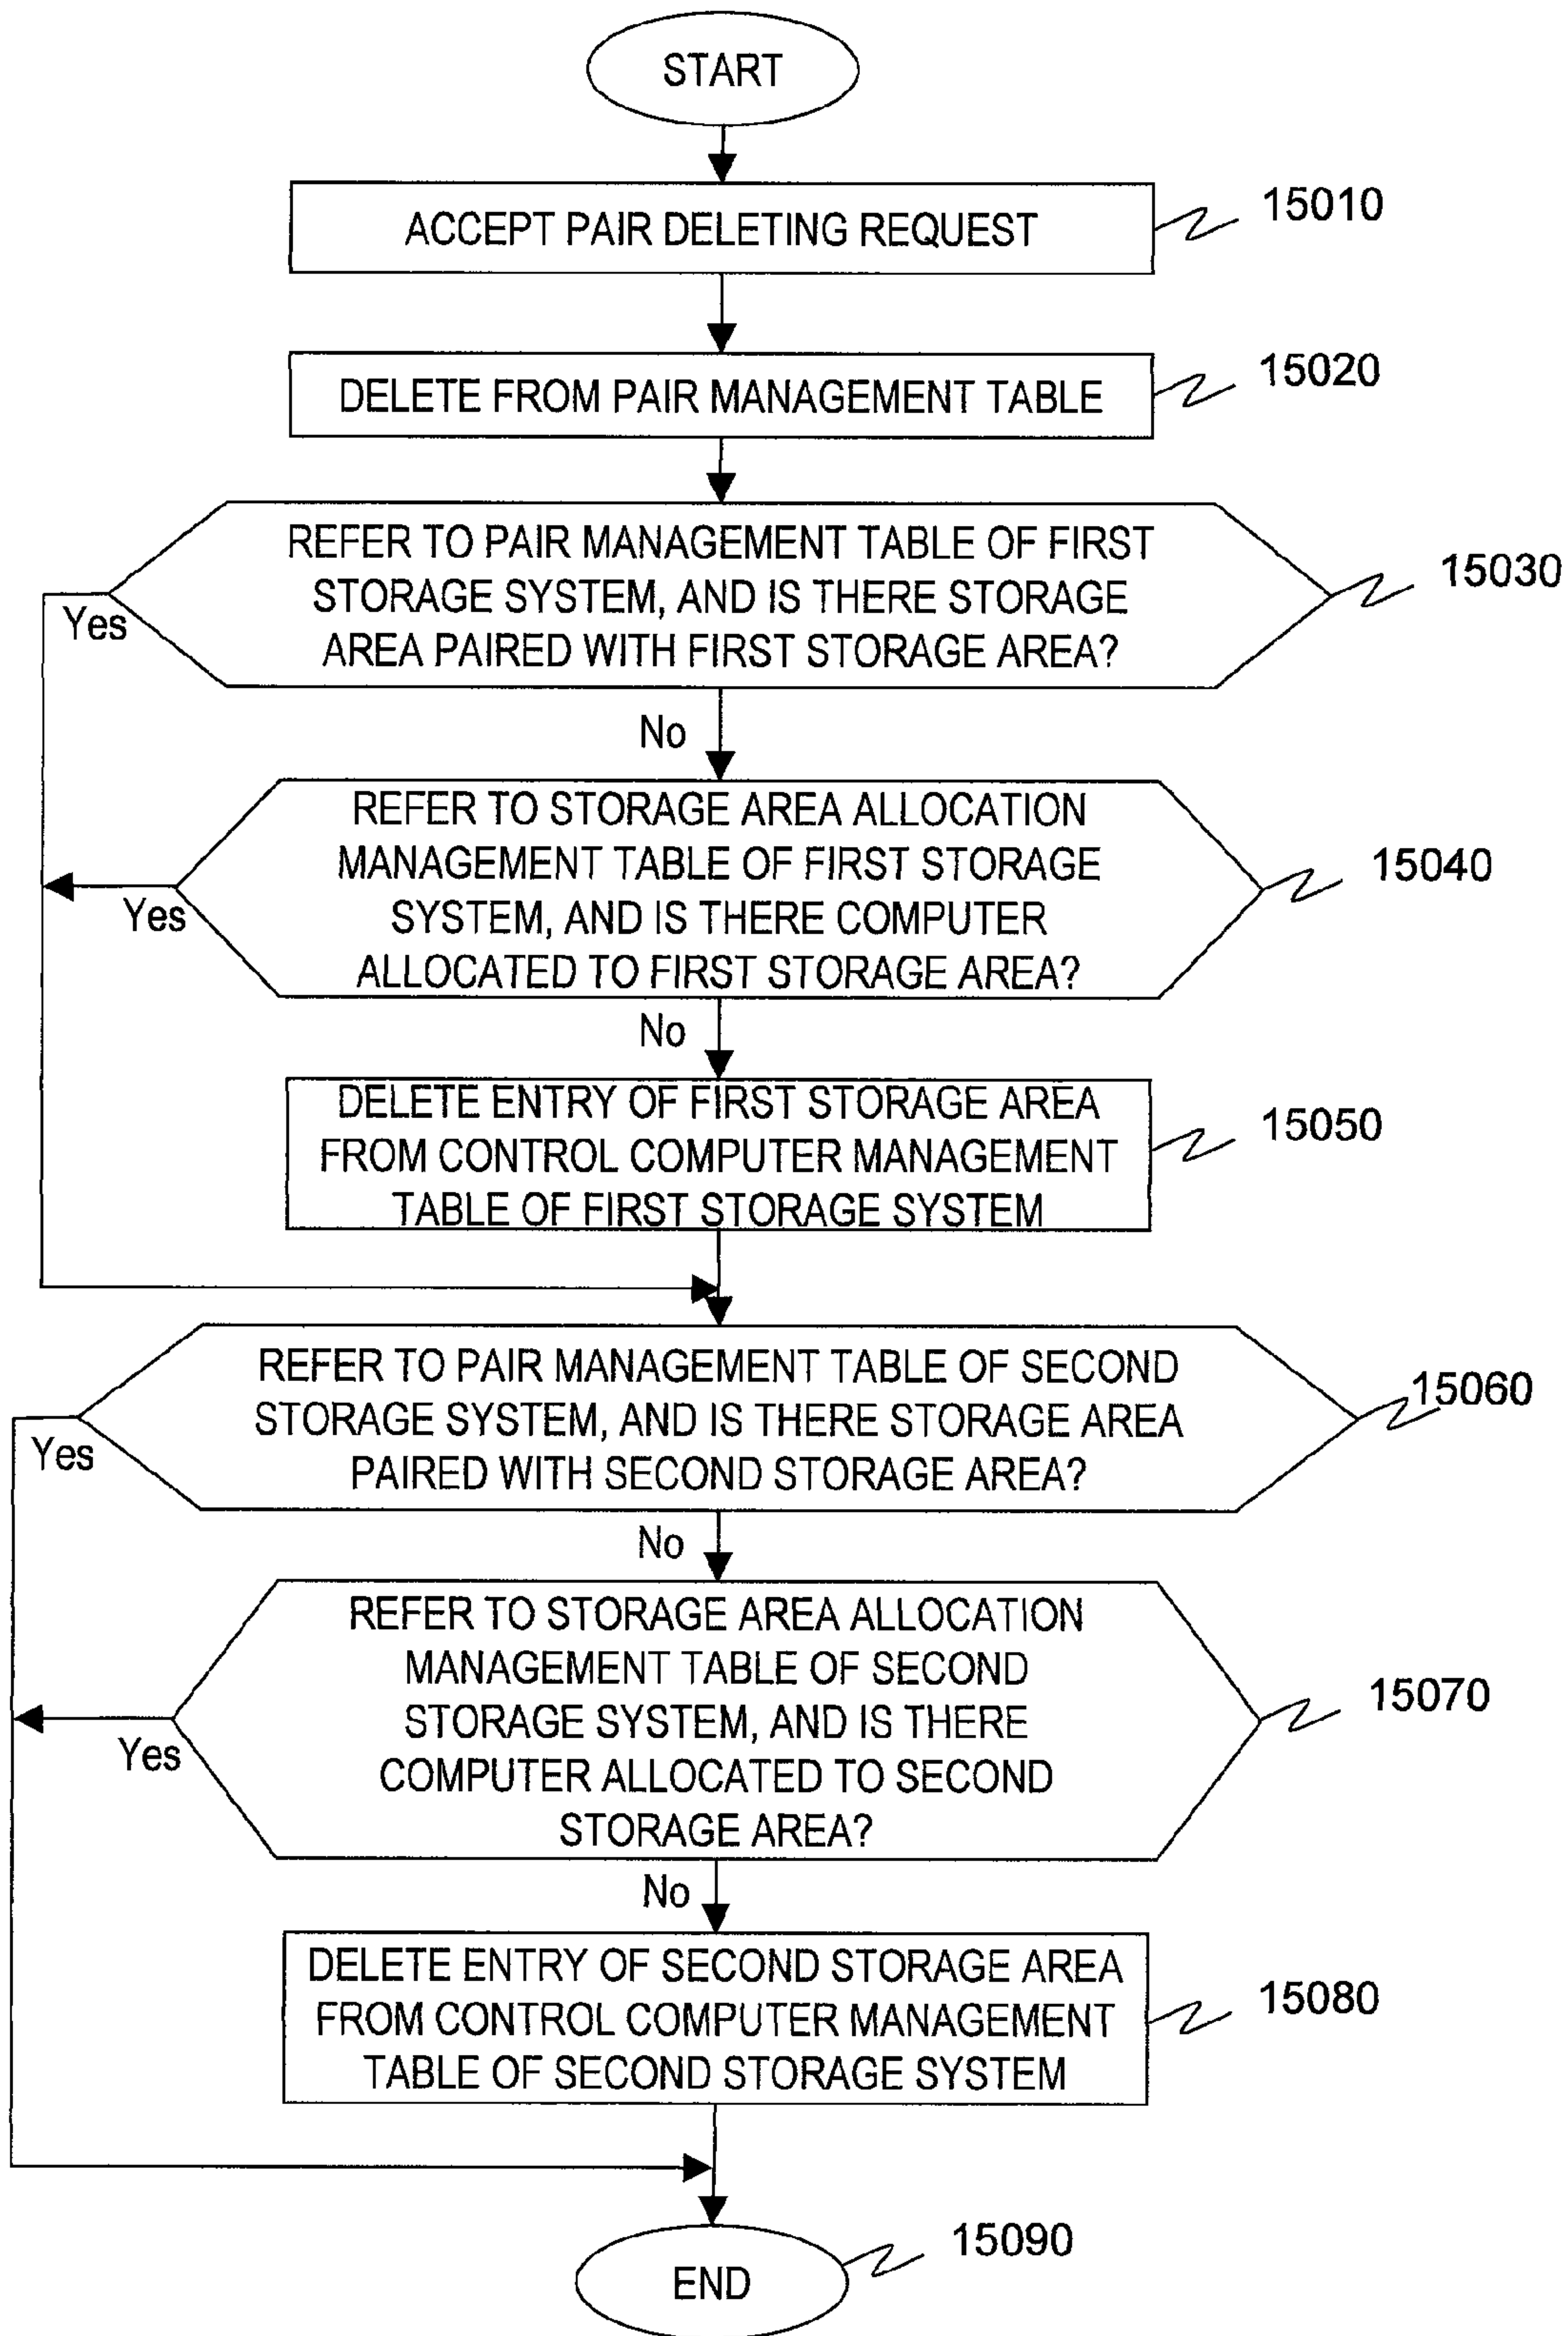 START
ACCEPT PAIR DELETING REQUEST
15010
DELETE FROM PAIR MANAGEMENT TABLE
15020
REFER TO PAIR MANAGEMENT TABLE OF FIRST
STORAGE SYSTEM, AND IS THERE STORAGE
AREA PAIRED WITH FIRST STORAGE AREA?
15030
Yes
No
REFER TO STORAGE AREA ALLOCATION
MANAGEMENT TABLE OF FIRST STORAGE
SYSTEM, AND IS THERE COMPUTER
ALLOCATED TO FIRST STORAGE AREA?
15040
Yes
No
DELETE ENTRY OF FIRST STORAGE AREA
FROM CONTROL COMPUTER MANAGEMENT
TABLE OF FIRST STORAGE SYSTEM
15050
REFER TO PAIR MANAGEMENT TABLE OF SECOND
STORAGE SYSTEM, AND IS THERE STORAGE AREA
PAIRED WITH SECOND STORAGE AREA?
15060
Yes
No
REFER TO STORAGE AREA ALLOCATION
MANAGEMENT TABLE OF SECOND
STORAGE SYSTEM, AND IS THERE
COMPUTER ALLOCATED TO SECOND
STORAGE AREA?
15070
Yes
No
DELETE ENTRY OF SECOND STORAGE AREA
FROM CONTROL COMPUTER MANAGEMENT
TABLE OF SECOND STORAGE SYSTEM
15080
END
15090